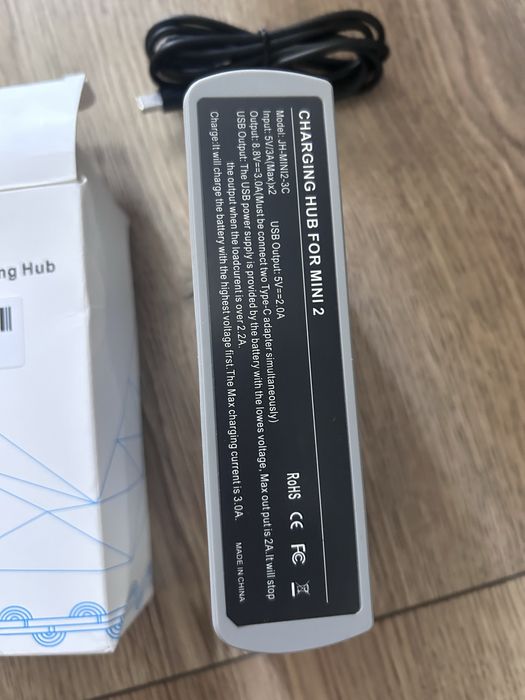 CHARGING HUB FOR MINI 2
Model: JH-MINI2-3C
Input: 5V/3A(Max)x2 USB Output: 5V==2.0A
Output: 8.8V==3.0A(Must be connect two Type-C adapter simultaneously)
USB Output: The USB power supply is provided by the battery with the lowes voltage, Max out put is 2A.It will stop
the output when the loadcurent is over 2.2A.
Charge:It will charge the battery with the highest voltage first.The Max charging current is 3.0A.
RoHS CE FC
MADE IN CHINA
ng Hub